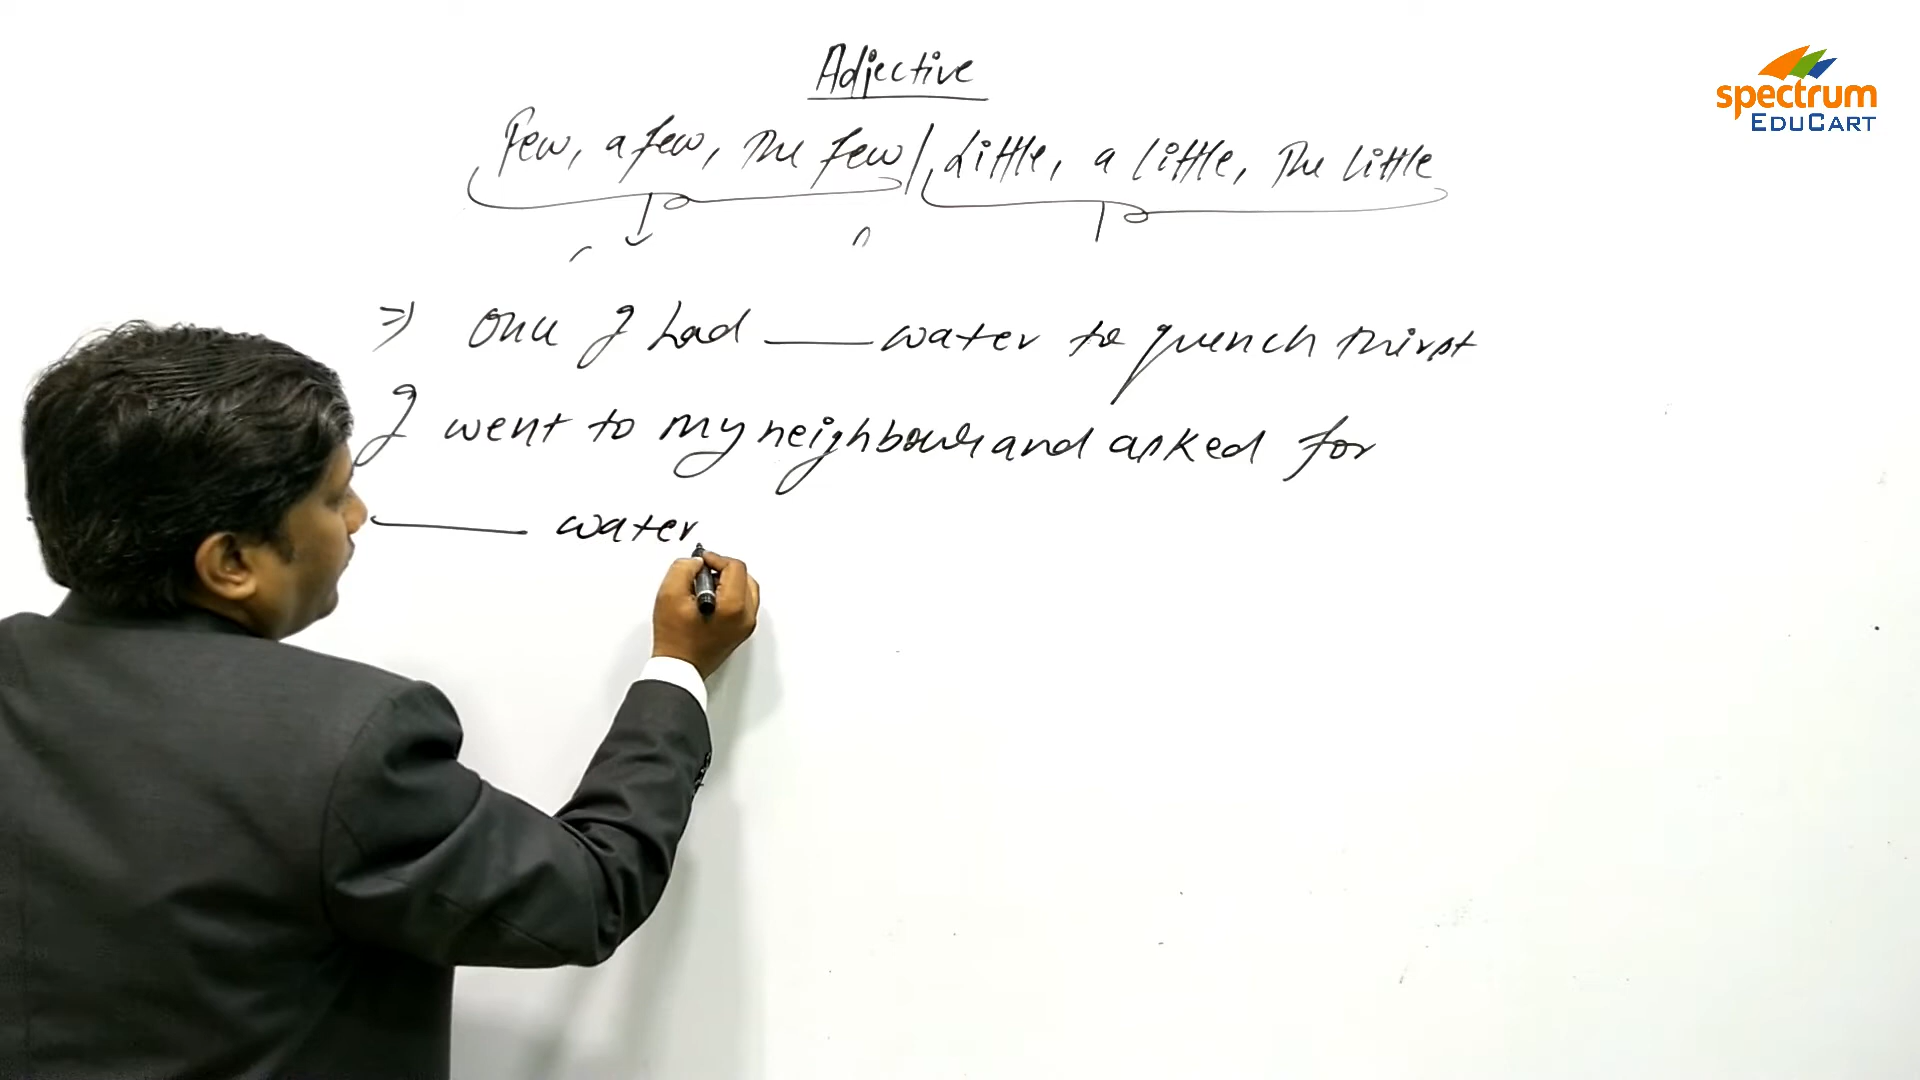 Adjective
Few, a few, The few / Little, a little, The little
⇒ Once I had ____ water to quench thirst
I went to my neighbour and asked for
____ water
spectrum
EDUCART